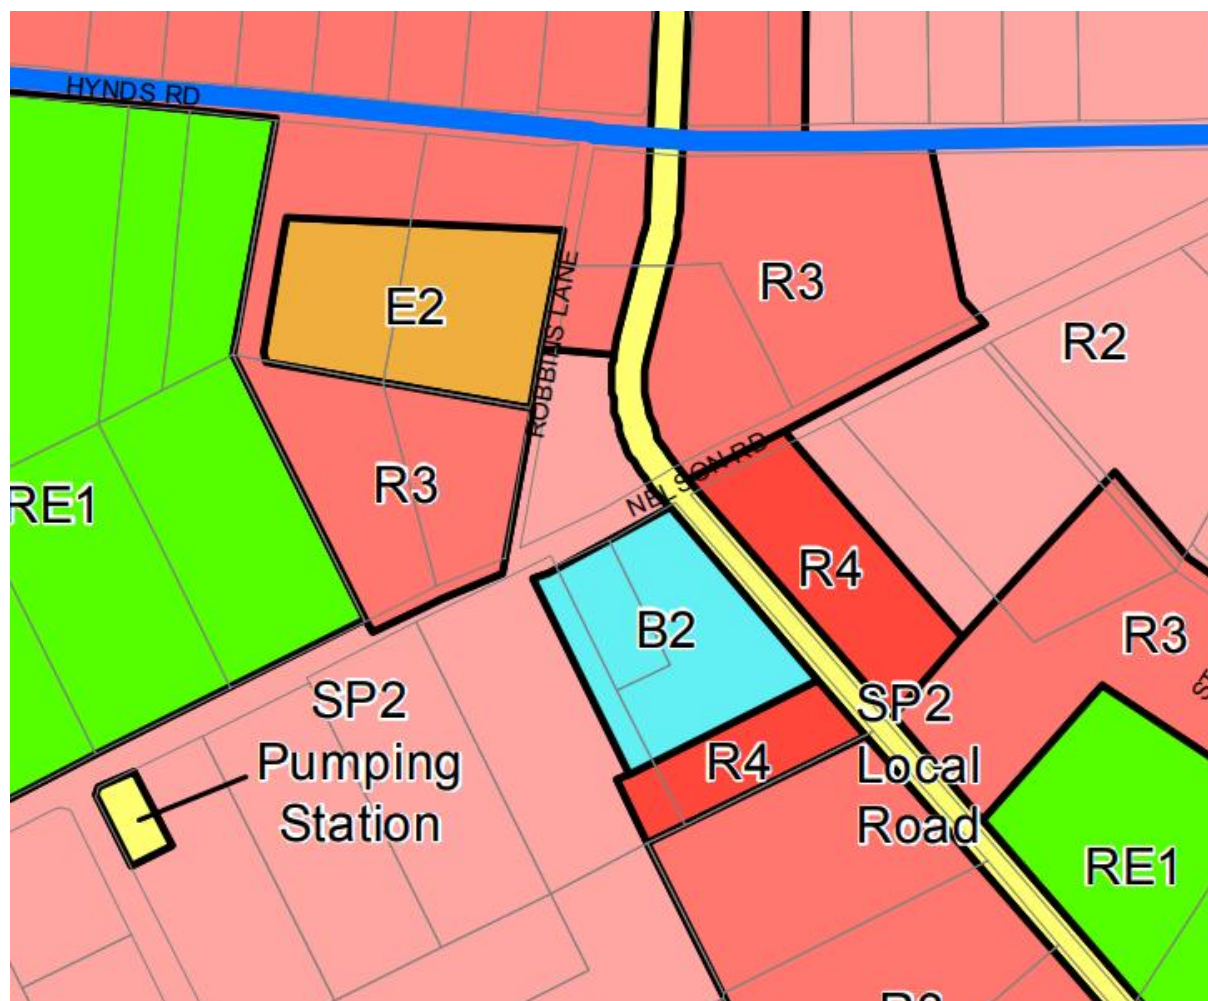 HYNDS RD
E2
ROBBINS LANE
R3
R2
RE1
R3
NELSON RD
R4
B2
R3
SP2
Pumping
Station
SP2
Local
Road
R4
RE1